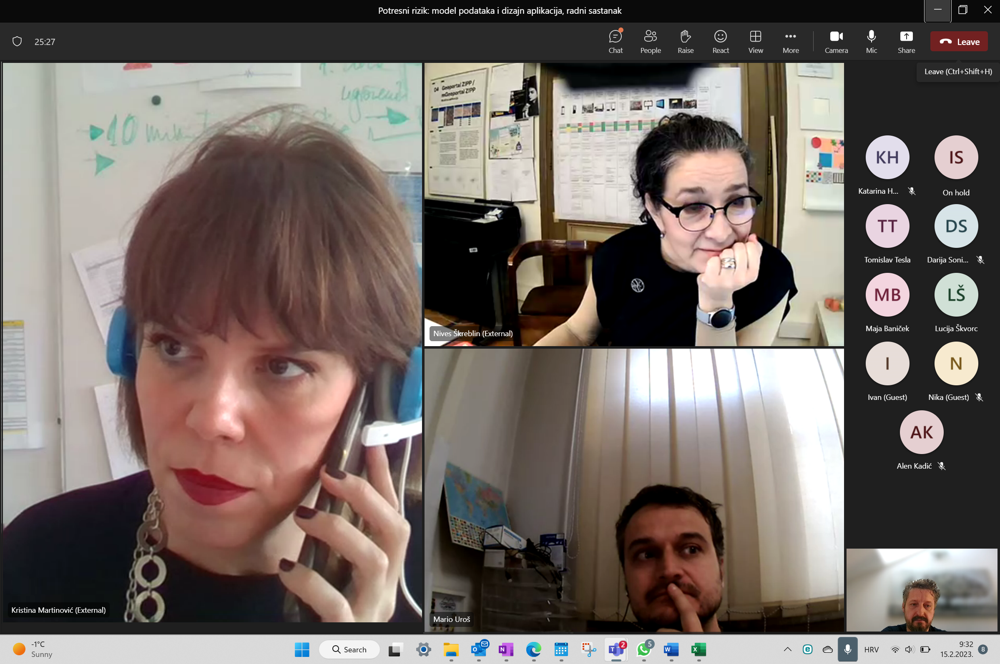 Potresni rizik: model podataka i dizajn aplikacija, radni sastanak
25:27
Chat
People
Raise
React
View
More
Camera
Mic
Share
Leave
Leave (Ctrl+Shift+H)
10 min
04 Geoportal ZIPP /
mGeoportal ZIPP
Kristina Martinović (External)
Nives Škreblin (External)
Mario Uroš
KH
Katarina H...
IS
On hold
TT
Tomislav Tesla
DS
Darija Soni...
MB
Maja Baniček
LŠ
Lucija Škvorc
I
Ivan (Guest)
N
Nika (Guest)
AK
Alen Kadić
-1°C
Sunny
Search
2
5
HRV
9:32
15.2.2023.
8